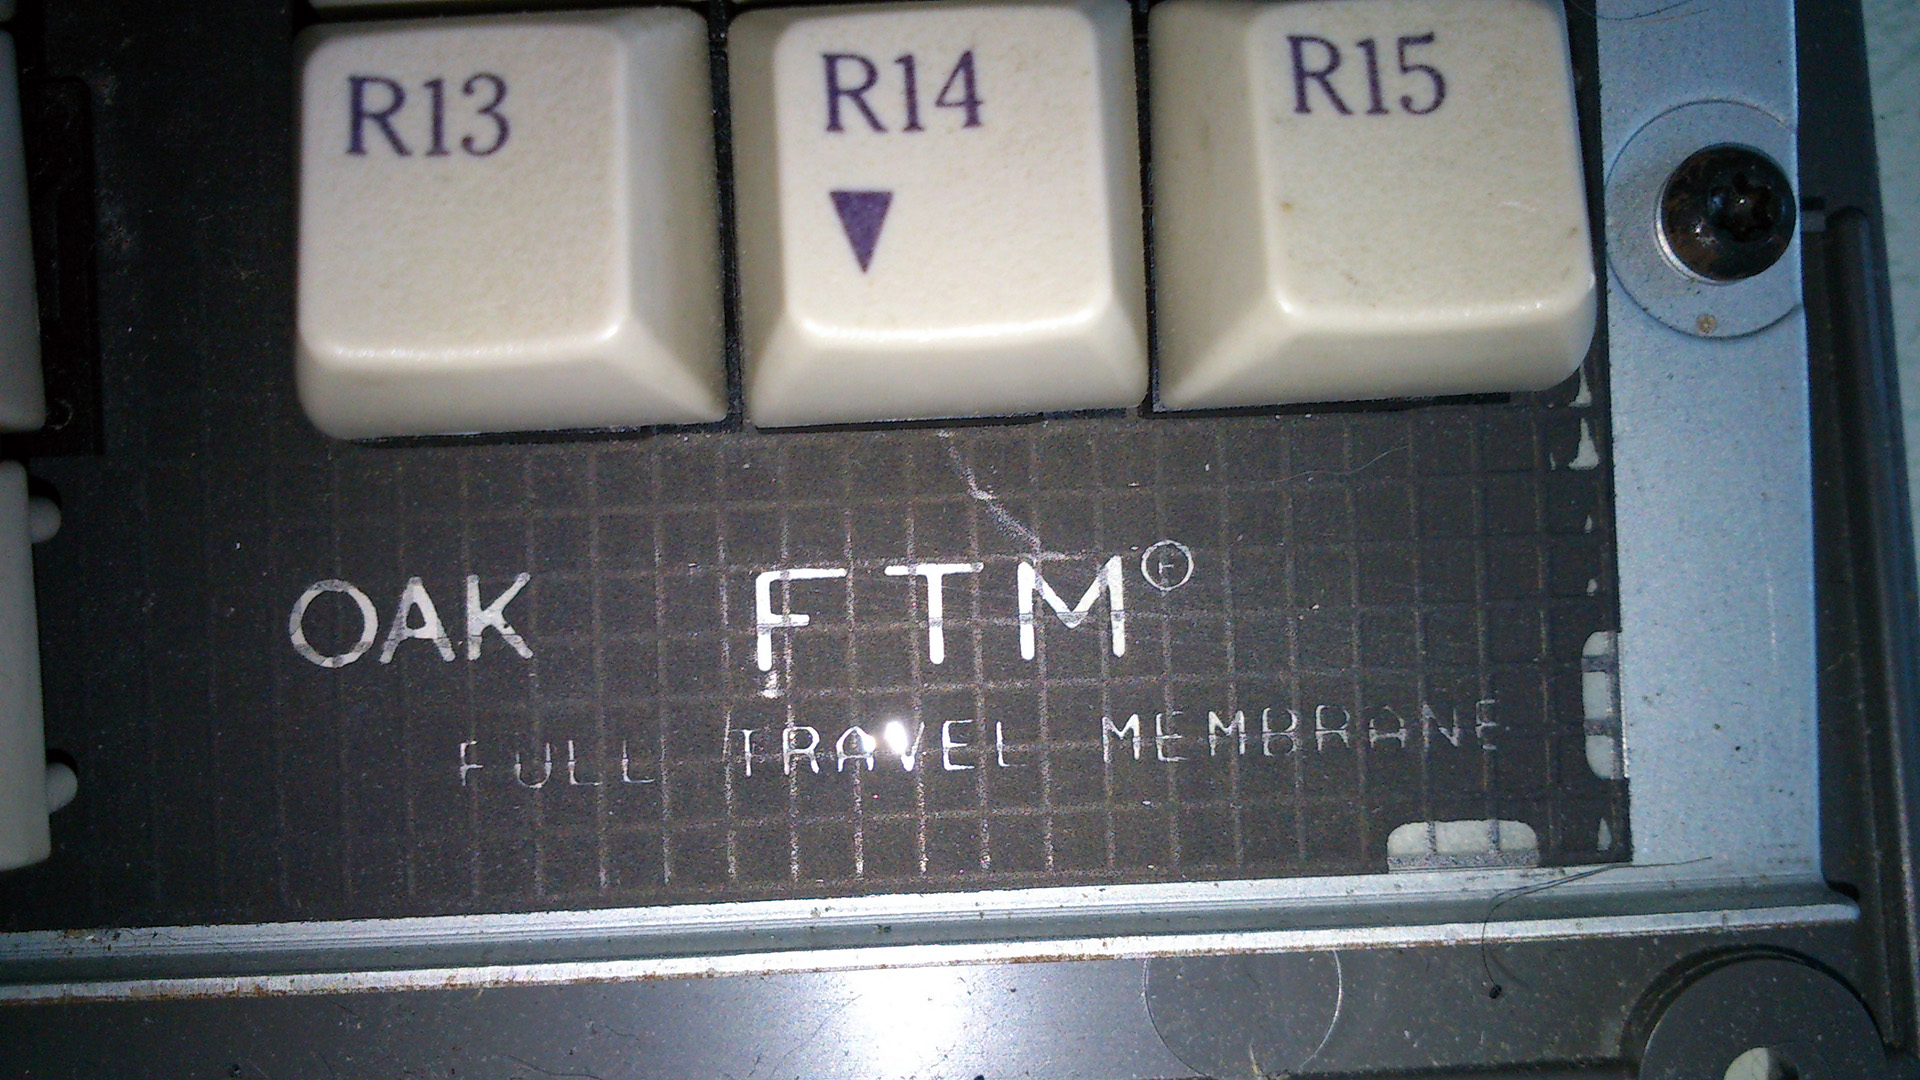 R13 R14 R15
▼
OAK FTM®
FULL TRAVEL MEMBRANE